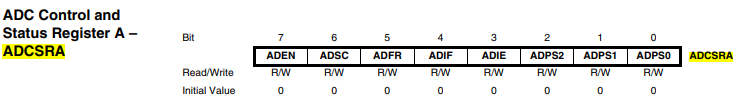 ADC Control and
Status Register A –
ADCSRA
Bit 7 6 5 4 3 2 1 0
ADEN ADSC ADFR ADIF ADIE ADPS2 ADPS1 ADPS0 ADCSRA
Read/Write R/W R/W R/W R/W R/W R/W R/W R/W
Initial Value 0 0 0 0 0 0 0 0